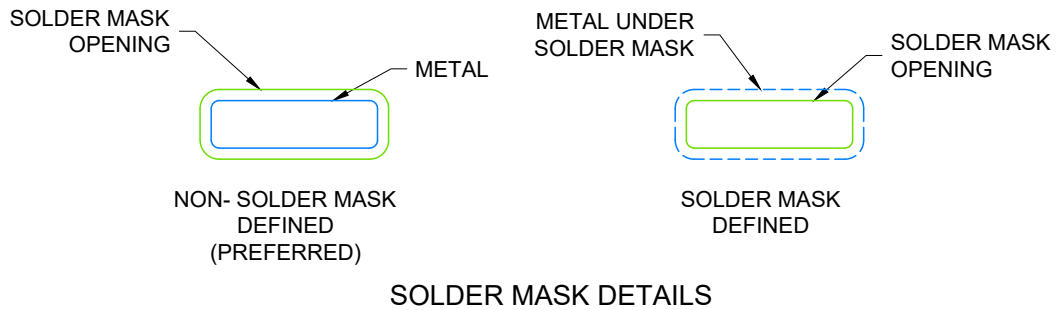 SOLDER MASK
OPENING
METAL
NON- SOLDER MASK
DEFINED
(PREFERRED)
METAL UNDER
SOLDER MASK
SOLDER MASK
OPENING
SOLDER MASK
DEFINED
SOLDER MASK DETAILS